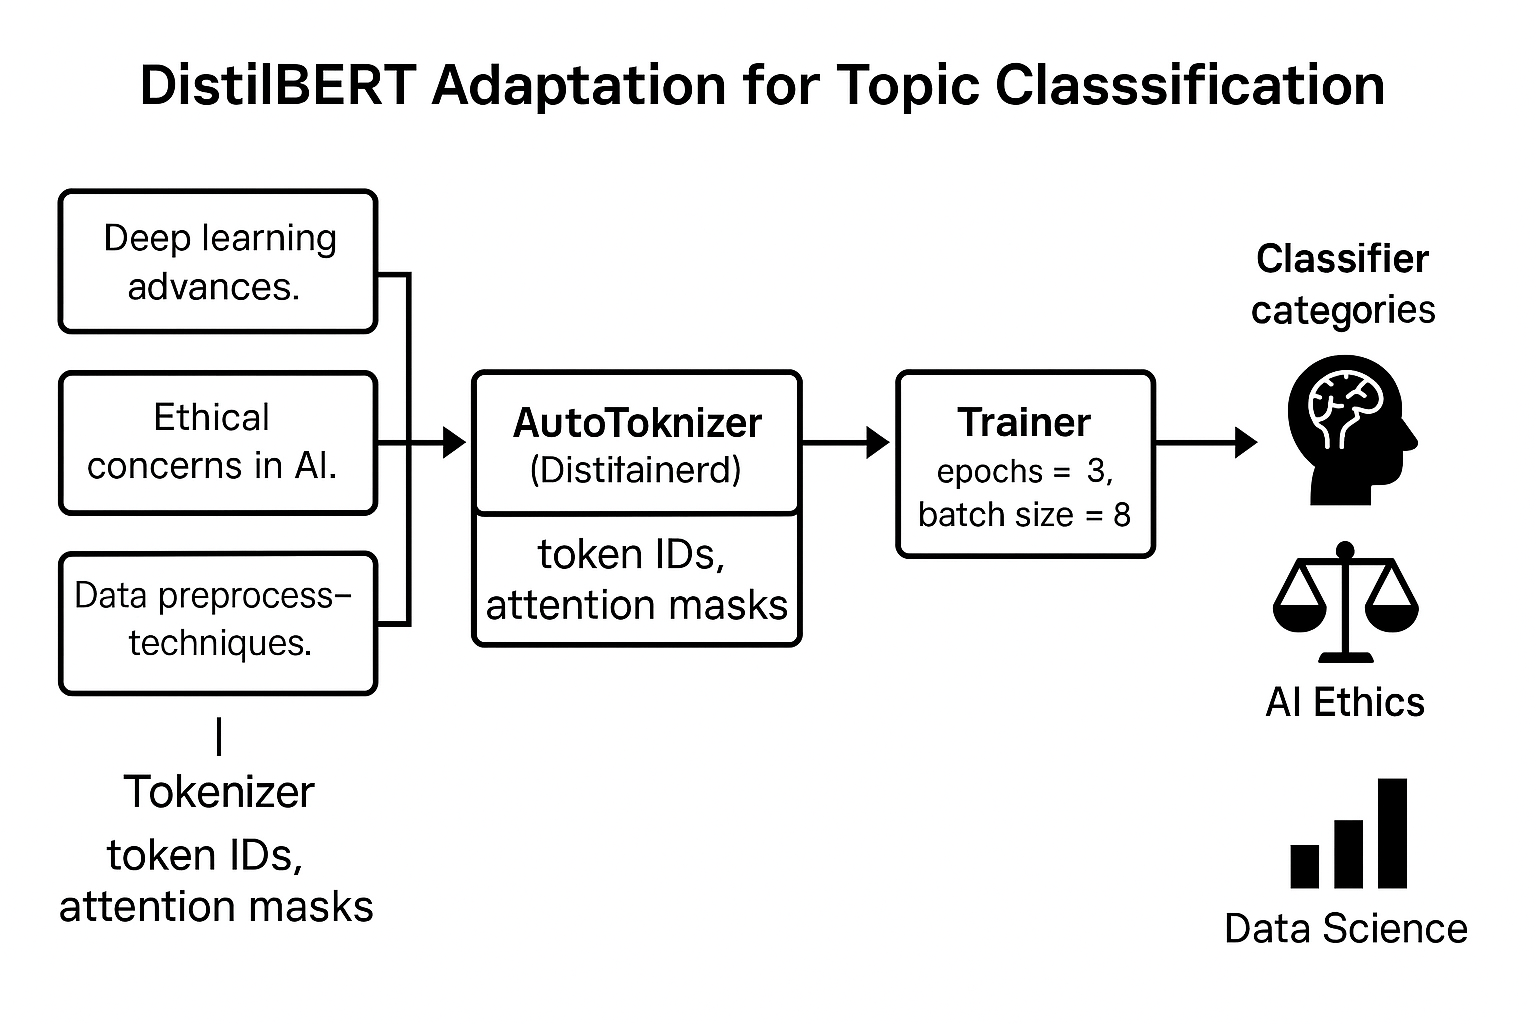 DistilBERT Adaptation for Topic Classsification
Deep learning
advances.
Ethical
concerns in AI.
Data preprocess–
techniques.
Tokenizer
token IDs,
attention masks
AutoToknizer
(Distitainerd)
token IDs,
attention masks
Trainer
epochs = 3,
batch size = 8
Classifier
categories
AI Ethics
Data Science